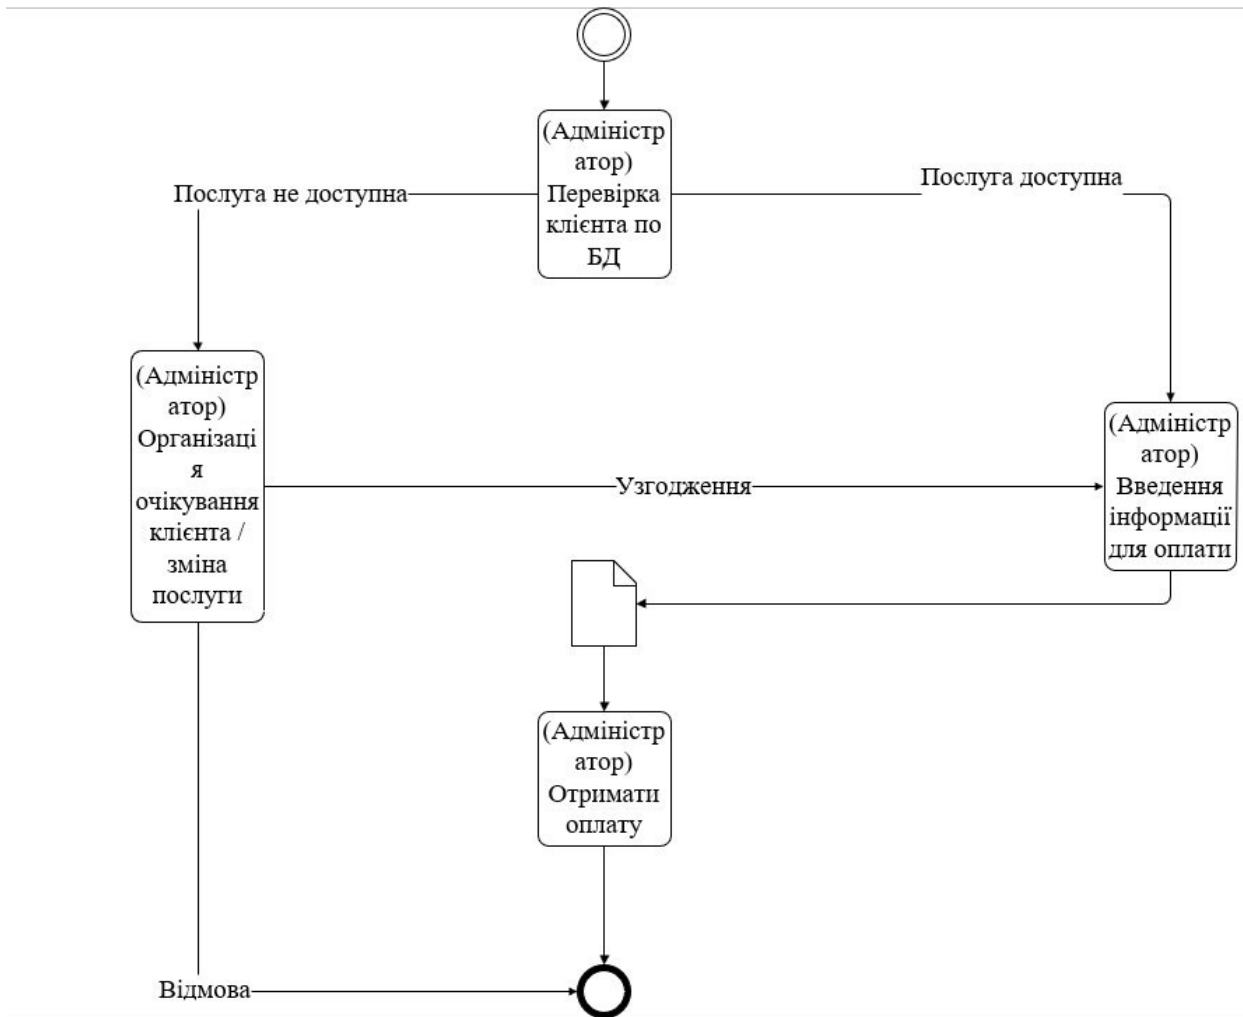 (Адміністр
атор)
Перевірка
клієнта по
БД
Послуга не доступна
Послуга доступна
(Адміністр
атор)
Організаці
я
очікування
клієнта /
зміна
послуги
Узгодження
(Адміністр
атор)
Введення
інформації
для оплати
(Адміністр
атор)
Отримати
оплату
Відмова